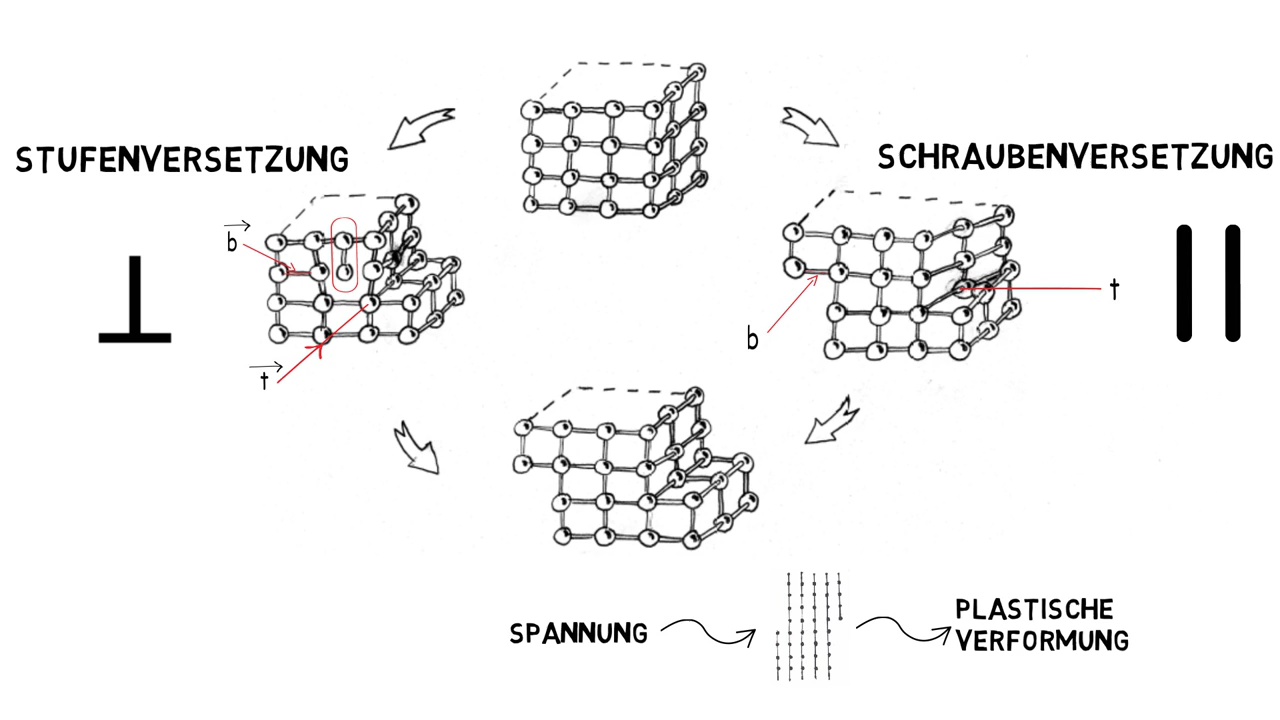 STUFENVERSETZUNG
SCHRAUBENVERSETZUNG
b
t
b
t
SPANNUNG
PLASTISCHE
VERFORMUNG